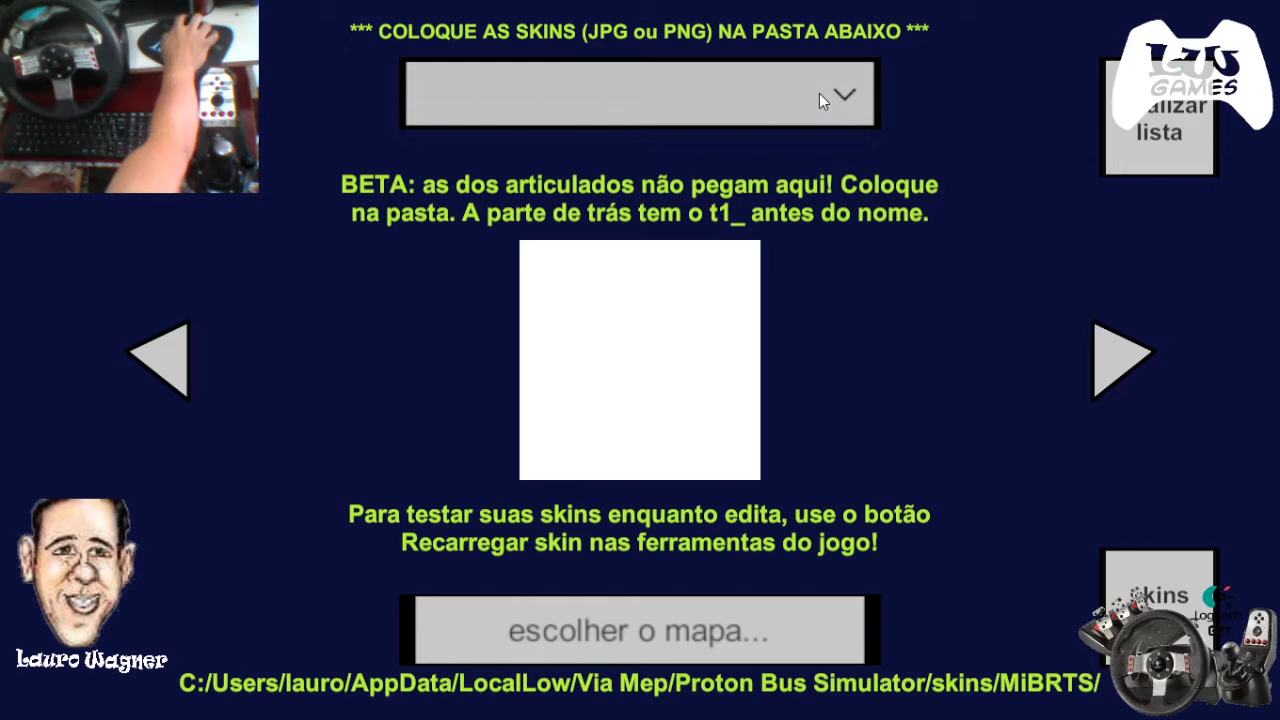 *** COLOQUE AS SKINS (JPG ou PNG) NA PASTA ABAIXO ***
GAMES
lista
BETA: as dos articulados não pegam aqui! Coloque
na pasta. A parte de trás tem o t1_ antes do nome.
Para testar suas skins enquanto edita, use o botão
Recarregar skin nas ferramentas do jogo!
skins
Logitech
escolher o mapa...
Lauro Wagner
C:/Users/lauro/AppData/LocalLow/Via Mep/Proton Bus Simulator/skins/MiBRTS/